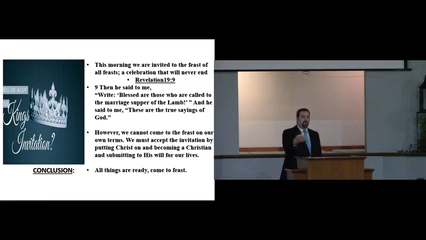 King's
Invitation?
• This morning we are invited to the feast of
all feasts; a celebration that will never end
• Revelation19:9
• 9 Then he said to me,
“Write: ‘Blessed are those who are called to
the marriage supper of the Lamb!’ ” And he
said to me, “These are the true sayings of
God.”
• However, we cannot come to the feast on our
own terms. We must accept the invitation by
putting Christ on and becoming a Christian
and submitting to His will for our lives.
CONCLUSION:
• All things are ready, come to feast.